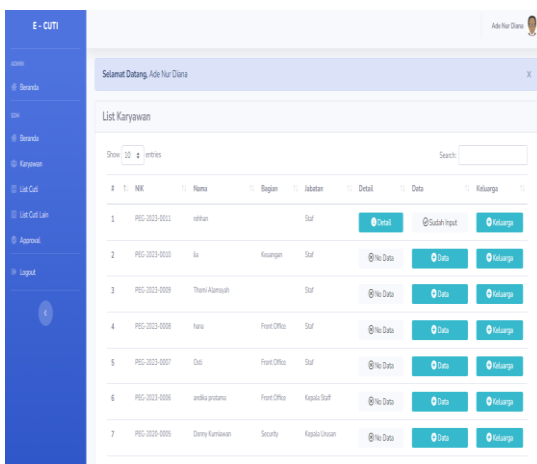 E - CUTI
Ade Nur Diana
ADMIN
Beranda
SDM
Beranda
Karyawan
List Cuti
List Cuti Lain
Approval
Logout
Selamat Datang, Ade Nur Diana X
List Karyawan
Show 10 entries Search:
# NIK Nama Bagian Jabatan Detail Data Keluarga
1 PEG-2023-0011 Staf Detail Sudah Input Keluarga
2 PEG-2023-0010 Keuangan Staf No Data Data Keluarga
3 PEG-2023-0009 Thomi Alamsyah Staf No Data Data Keluarga
4 PEG-2023-0008 hana Front Office Staf No Data Data Keluarga
5 PEG-2023-0007 Front Office Staf No Data Data Keluarga
6 PEG-2023-0006 andika pratama Front Office Kepala Staff No Data Data Keluarga
7 PEG-2020-0005 Danny Kurniawan Security Kepala Urusan No Data Data Keluarga